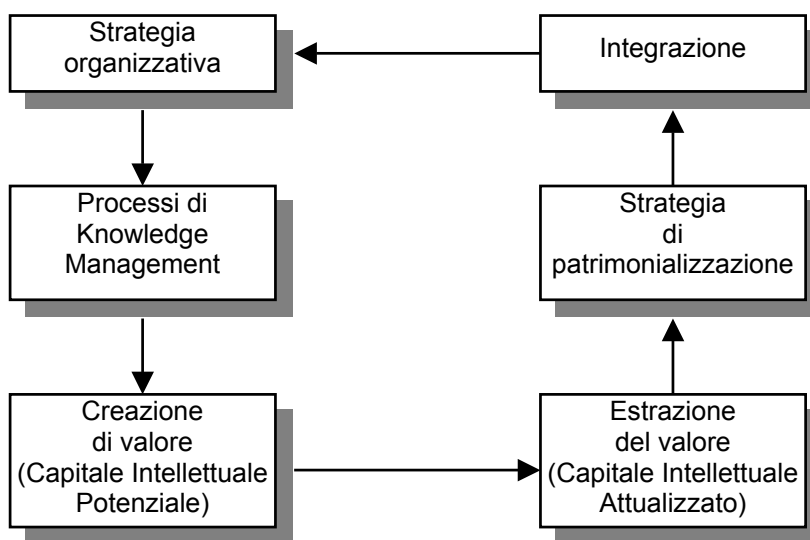 Strategia
organizzativa
Integrazione
Processi di
Knowledge
Management
Strategia
di
patrimonializzazione
Creazione
di valore
(Capitale Intellettuale
Potenziale)
Estrazione
del valore
(Capitale Intellettuale
Attualizzato)